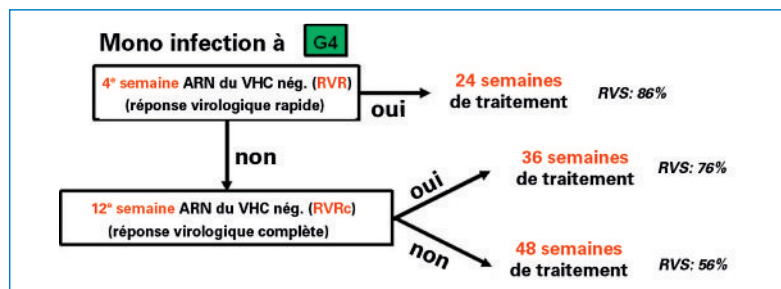 Mono infection à G4
4e semaine ARN du VHC nég. (RVR)
(réponse virologique rapide)
oui
24 semaines
de traitement
RVS: 86%
non
12e semaine ARN du VHC nég. (RVRc)
(réponse virologique complète)
oui
36 semaines
de traitement
RVS: 76%
non
48 semaines
de traitement
RVS: 56%